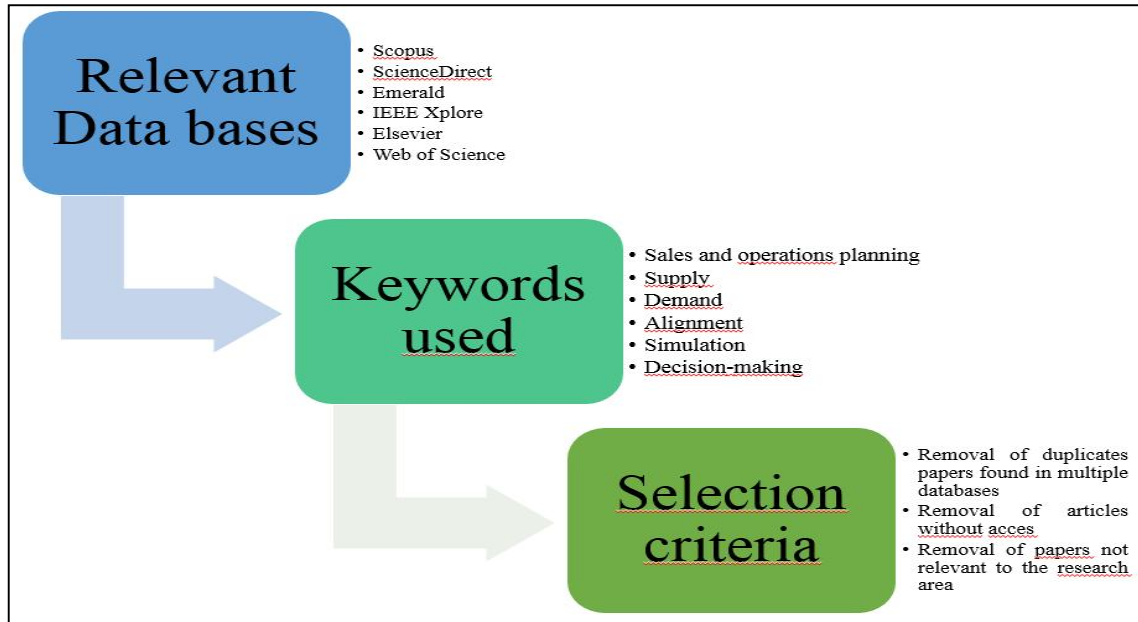 Relevant
Data bases
• Scopus
• ScienceDirect
• Emerald
• IEEE Xplore
• Elsevier
• Web of Science
Keywords
used
• Sales and operations planning
• Supply
• Demand
• Alignment
• Simulation
• Decision-making
Selection
criteria
• Removal of duplicates
papers found in multiple
databases
• Removal of articles
without acces
• Removal of papers not
relevant to the research
area